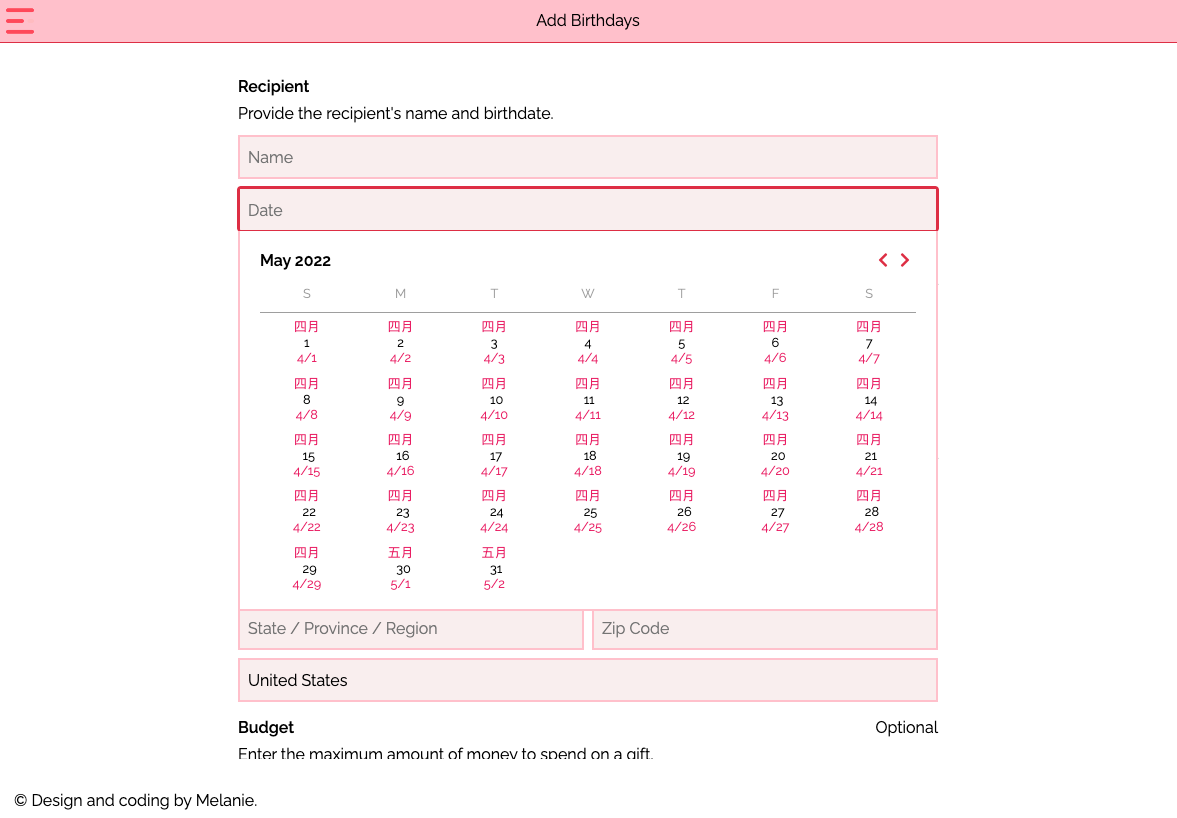 Add Birthdays
Recipient
Provide the recipient's name and birthdate.
Name
Date
May 2022
S M T W T F S
四月 四月 四月 四月 四月 四月 四月
1 2 3 4 5 6 7
4/1 4/2 4/3 4/4 4/5 4/6 4/7
四月 四月 四月 四月 四月 四月 四月
8 9 10 11 12 13 14
4/8 4/9 4/10 4/11 4/12 4/13 4/14
四月 四月 四月 四月 四月 四月 四月
15 16 17 18 19 20 21
4/15 4/16 4/17 4/18 4/19 4/20 4/21
四月 四月 四月 四月 四月 四月 四月
22 23 24 25 26 27 28
4/22 4/23 4/24 4/25 4/26 4/27 4/28
四月 五月 五月
29 30 31
4/29 5/1 5/2
State / Province / Region Zip Code
United States
Budget Optional
Enter the maximum amount of money to spend on a gift.
© Design and coding by Melanie.